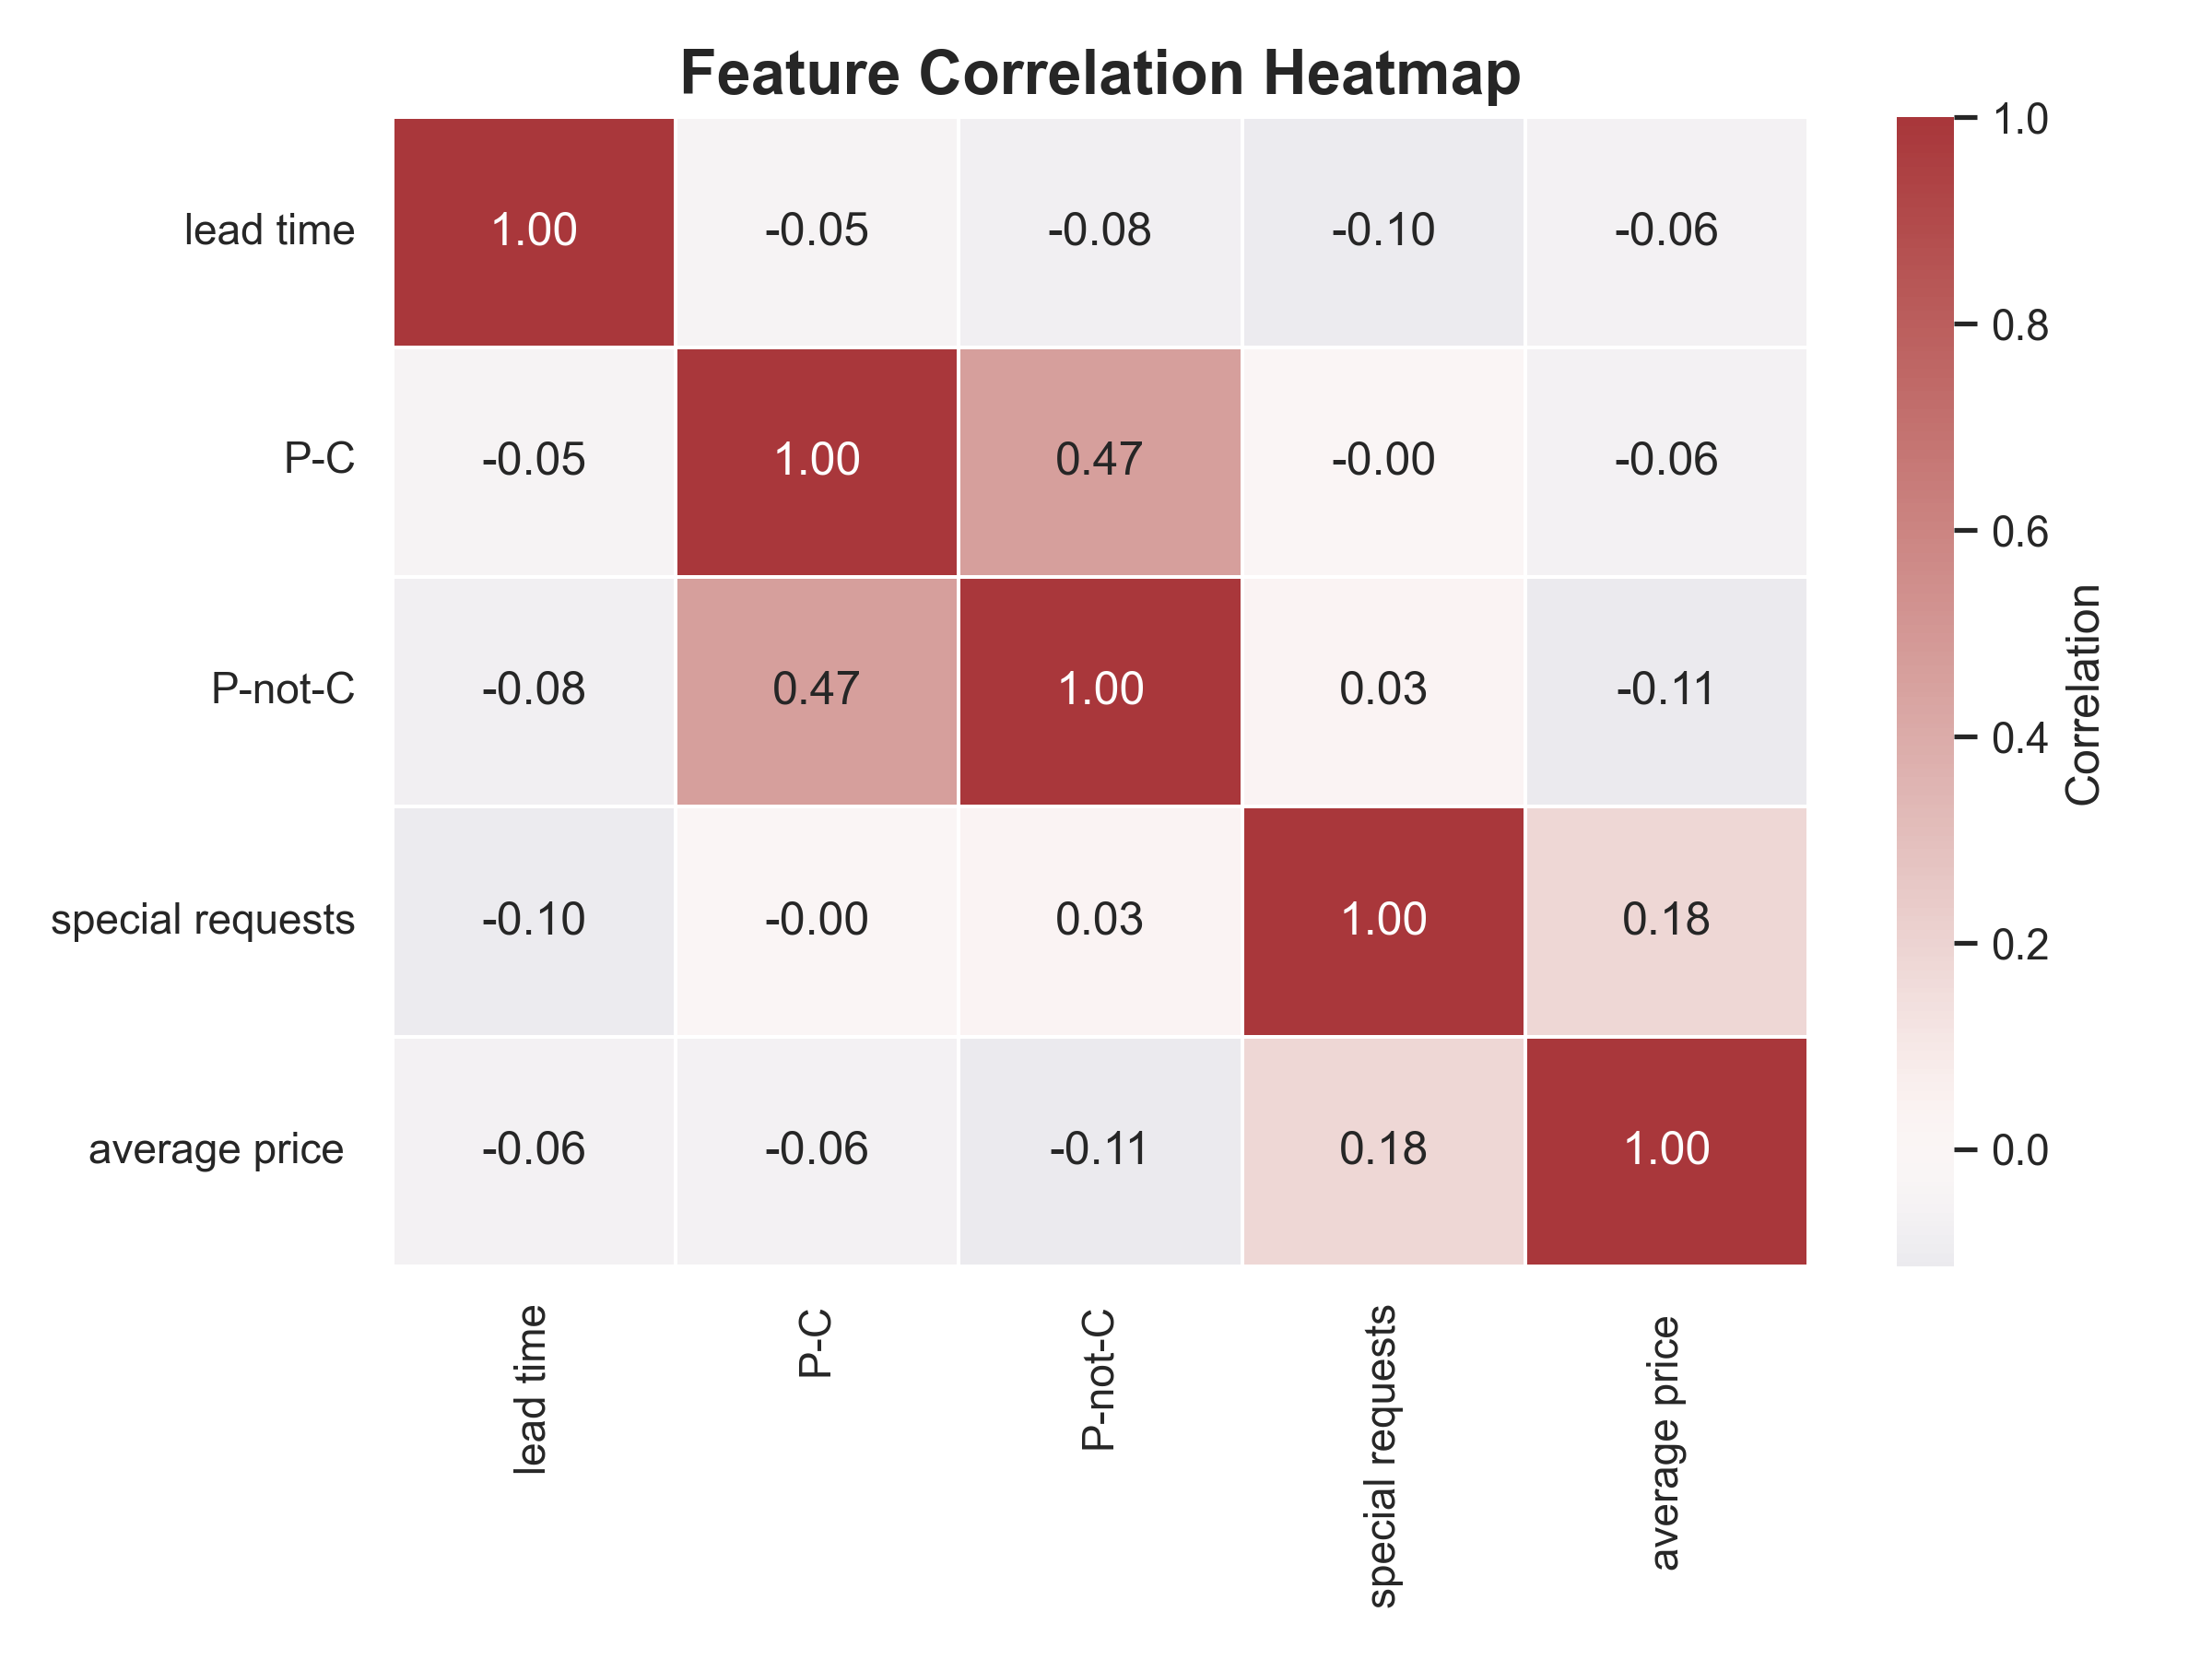 Feature Correlation Heatmap
lead time 1.00 -0.05 -0.08 -0.10 -0.06
P-C -0.05 1.00 0.47 -0.00 -0.06
P-not-C -0.08 0.47 1.00 0.03 -0.11
special requests -0.10 -0.00 0.03 1.00 0.18
average price -0.06 -0.06 -0.11 0.18 1.00
lead time
P-C
P-not-C
special requests
average price
1.0
0.8
0.6
0.4
0.2
0.0
Correlation